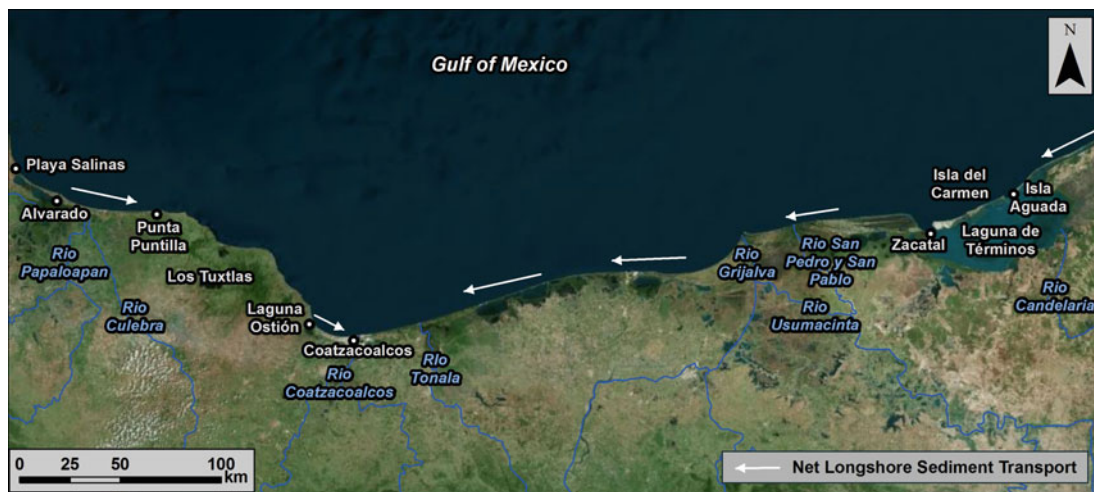 N
Gulf of Mexico
Playa Salinas
Alvarado
Punta
Puntilla
Rio
Papaloapan
Los Tuxtlas
Rio
Culebra
Laguna
Ostión
Coatzacoalcos
Rio
Coatzacoalcos
RIo
Tonala
Rio
Grijalva
Rio San
Pedro y San
Pablo
Rio
Usumacinta
Zacatal
Isla del
Carmen
Isla
Aguada
Laguna de
Términos
Rio
Candelaria
0 25 50 100
km
Net Longshore Sediment Transport